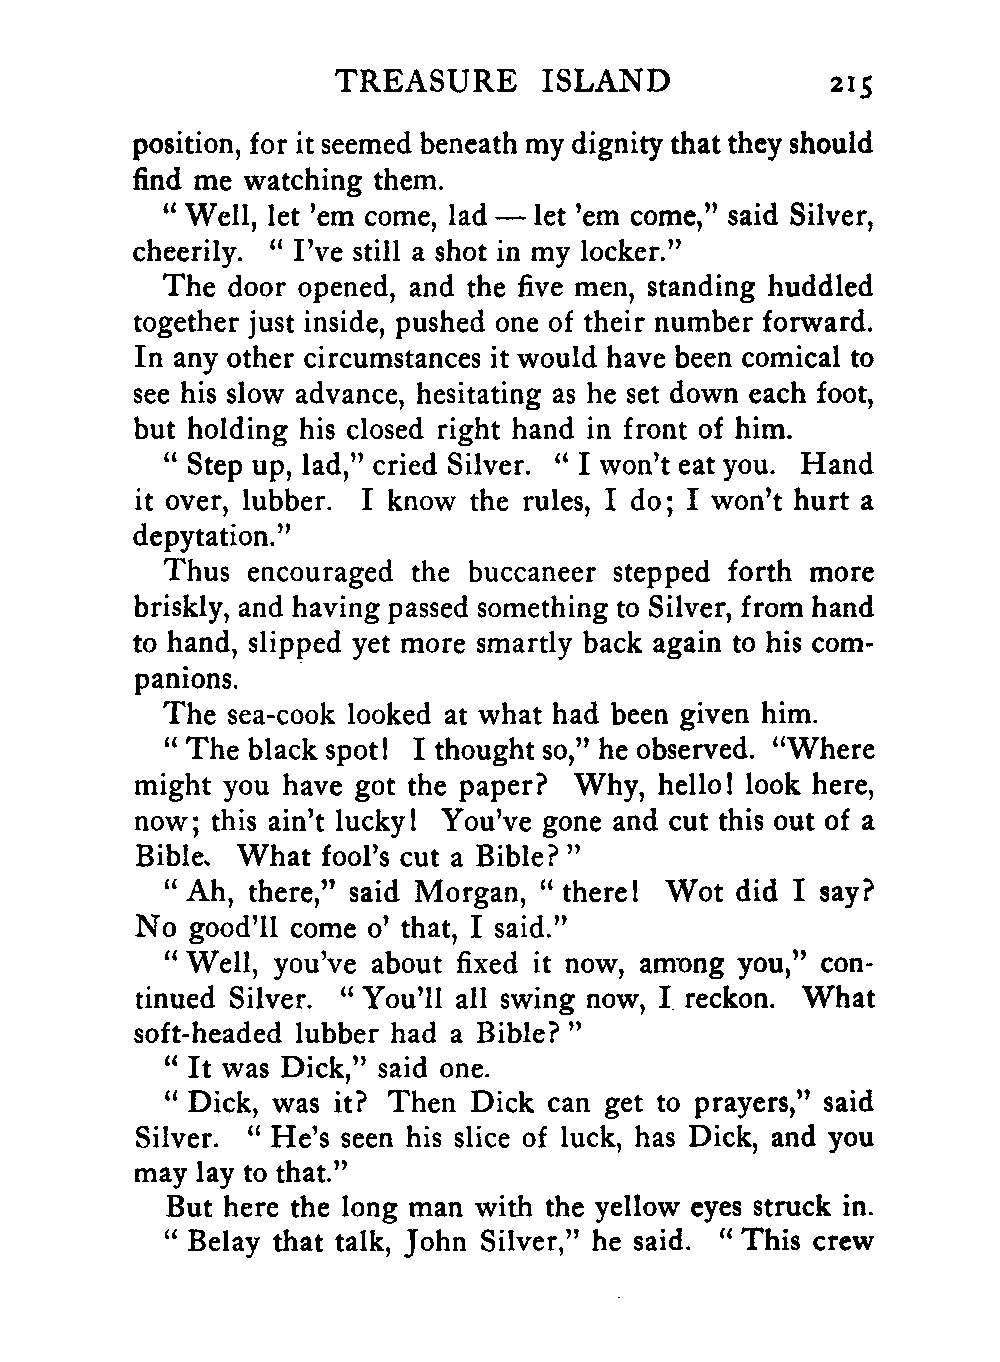 TREASURE ISLAND 215
position, for it seemed beneath my dignity that they should
find me watching them.
“ Well, let ’em come, lad — let ’em come,” said Silver,
cheerily. “ I’ve still a shot in my locker.”
The door opened, and the five men, standing huddled
together just inside, pushed one of their number forward.
In any other circumstances it would have been comical to
see his slow advance, hesitating as he set down each foot,
but holding his closed right hand in front of him.
“ Step up, lad,” cried Silver. “ I won’t eat you. Hand
it over, lubber. I know the rules, I do; I won’t hurt a
depytation.”
Thus encouraged the buccaneer stepped forth more
briskly, and having passed something to Silver, from hand
to hand, slipped yet more smartly back again to his com-
panions.
The sea-cook looked at what had been given him.
“ The black spot! I thought so,” he observed. “Where
might you have got the paper? Why, hello! look here,
now; this ain’t lucky! You’ve gone and cut this out of a
Bible. What fool’s cut a Bible? ”
“ Ah, there,” said Morgan, “ there! Wot did I say?
No good’ll come o’ that, I said.”
“ Well, you’ve about fixed it now, among you,” con-
tinued Silver. “ You’ll all swing now, I reckon. What
soft-headed lubber had a Bible? ”
“ It was Dick,” said one.
“ Dick, was it? Then Dick can get to prayers,” said
Silver. “ He’s seen his slice of luck, has Dick, and you
may lay to that.”
But here the long man with the yellow eyes struck in.
“ Belay that talk, John Silver,” he said. “ This crew